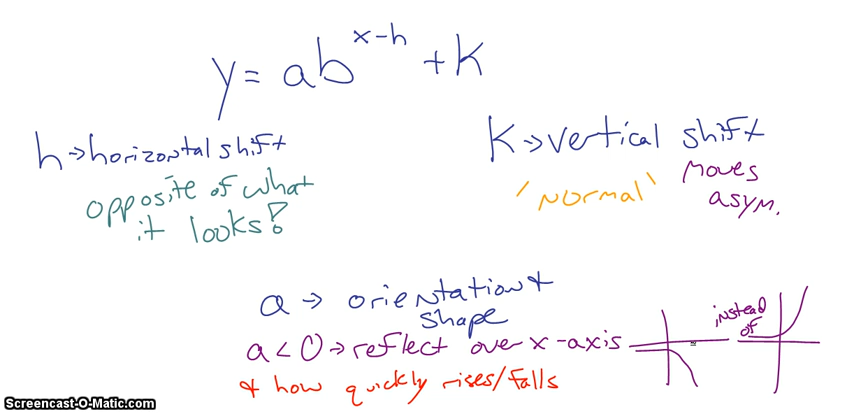 y = ab^(x-h) + k
h → horizontal shift
opposite of what
it looks!
k → vertical shift
"Normal"
Moves
asym.
a → orientation +
shape
a < 0 → reflect over x-axis
instead
of
+ how quickly rises/falls
Screencast-O-Matic.com